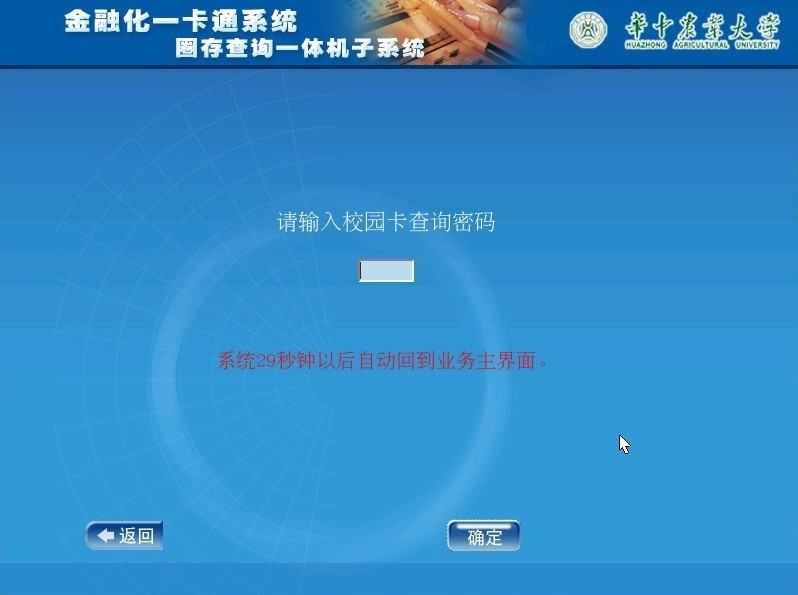 金融化一卡通系统
圈存查询一体机子系统
華中农业大学
HUAZHONG AGRICULTURAL UNIVERSITY
请输入校园卡查询密码
系统29秒钟以后自动回到业务主界面。
返回
确定